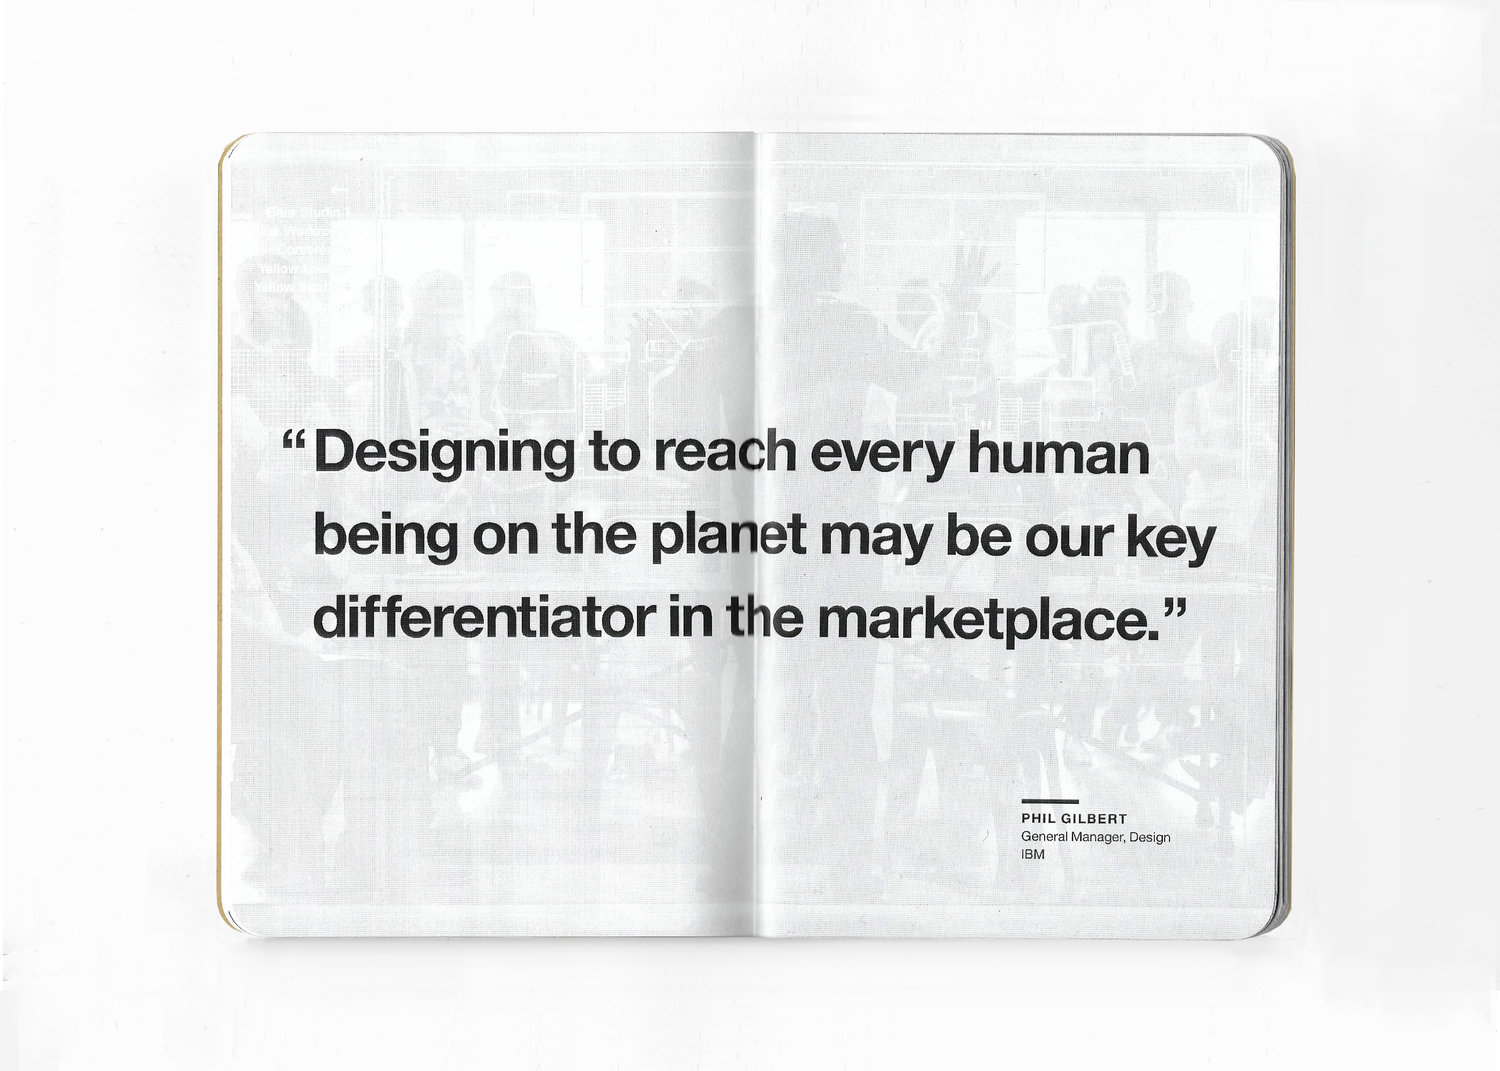 “Designing to reach every human
being on the planet may be our key
differentiator in the marketplace.”
PHIL GILBERT
General Manager, Design
IBM